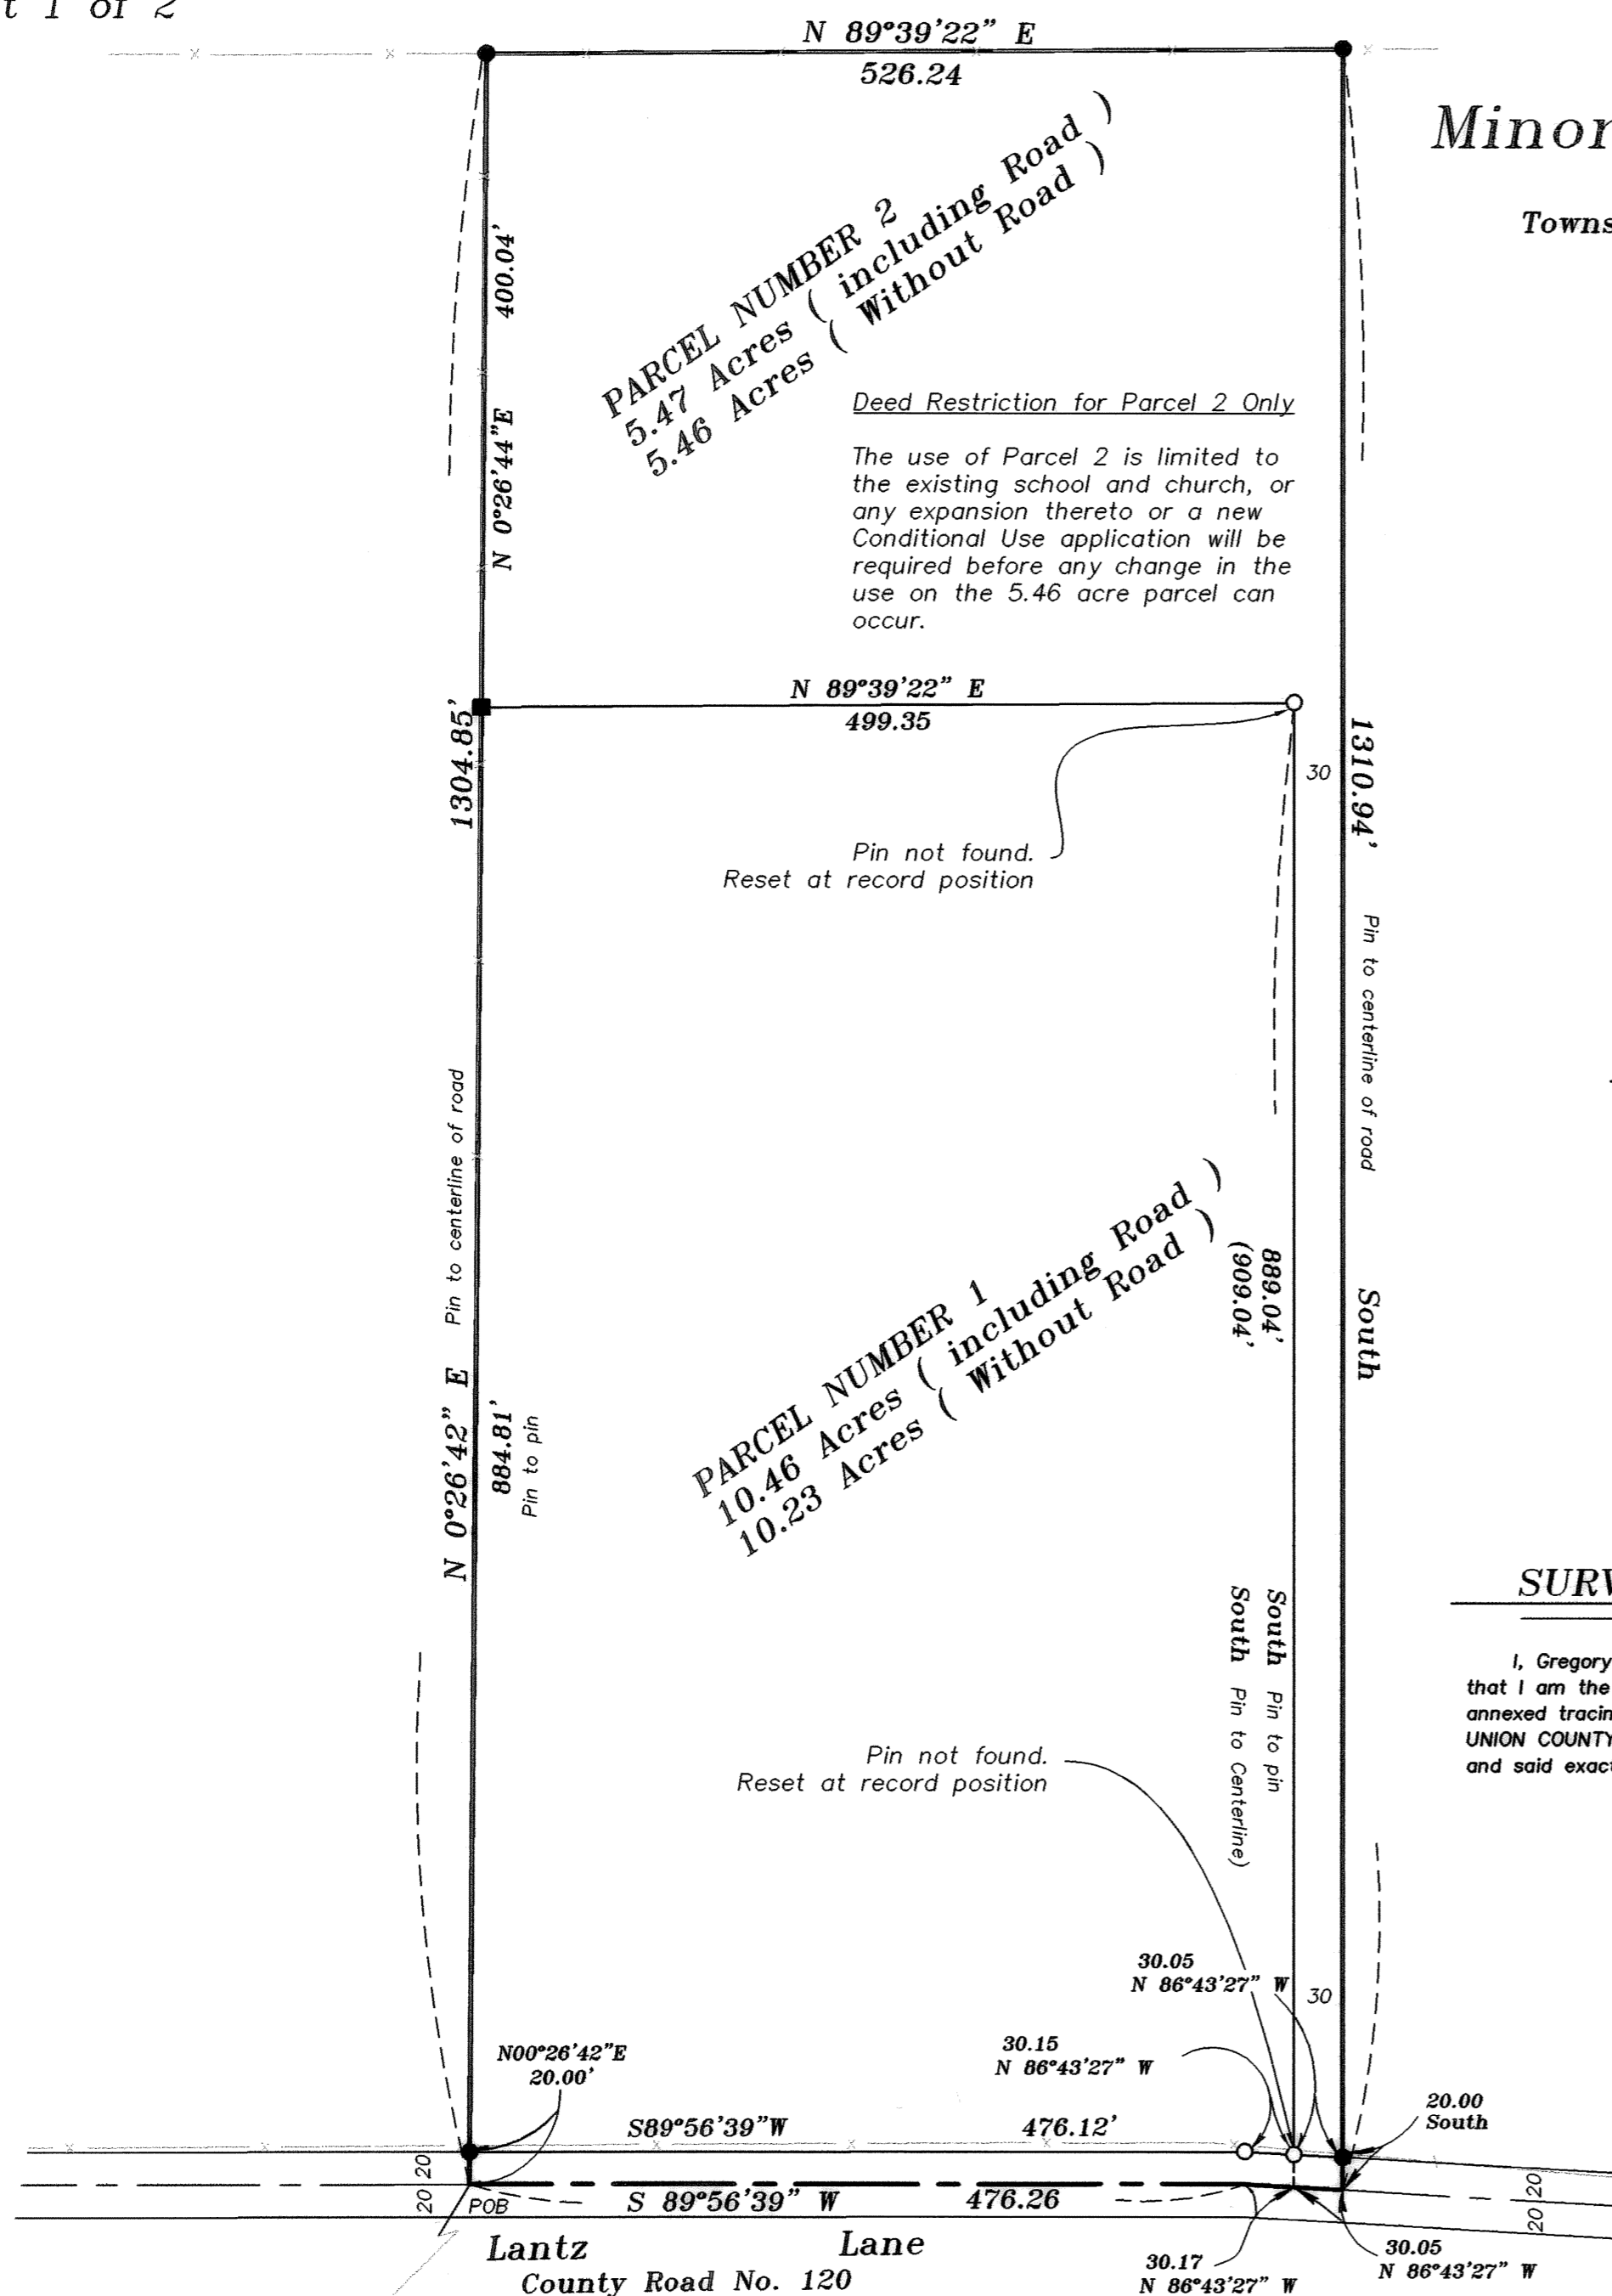 t 1 of 2
N 89°39'22" E
526.24
Minor
Towns
PARCEL NUMBER 2
5.47 Acres ( including Road )
5.46 Acres ( Without Road )
400.04'
N 0°26'44"E
Deed Restriction for Parcel 2 Only
The use of Parcel 2 is limited to
the existing school and church, or
any expansion thereto or a new
Conditional Use application will be
required before any change in the
use on the 5.46 acre parcel can
occur.
N 89°39'22" E
499.35
1304.85'
30
1310.94'
Pin not found.
Reset at record position
Pin to centerline of road
Pin to centerline of road
PARCEL NUMBER 1
10.46 Acres ( including Road )
10.23 Acres ( Without Road )
889.04'
(909.04'
South
N 0°26'42" E
884.81'
Pin to pin
South Pin to pin
South Pin to Centerline)
SURV
I, Gregory
that I am the
annexed tracin
UNION COUNTY
and said exact
Pin not found.
Reset at record position
30.05
N 86°43'27" W
30
30.15
N 86°43'27" W
N00°26'42"E
20.00'
20.00
South
S89°56'39"W 476.12'
20
20
POB
S 89°56'39" W 476.26
20
20
Lantz Lane
County Road No. 120
30.17
N 86°43'27" W
30.05
N 86°43'27" W